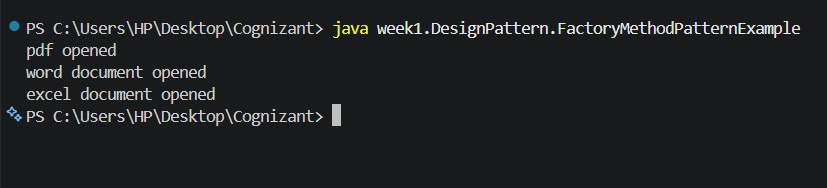 PS C:\Users\HP\Desktop\Cognizant> java week1.DesignPattern.FactoryMethodPatternExample
pdf opened
word document opened
excel document opened
PS C:\Users\HP\Desktop\Cognizant>